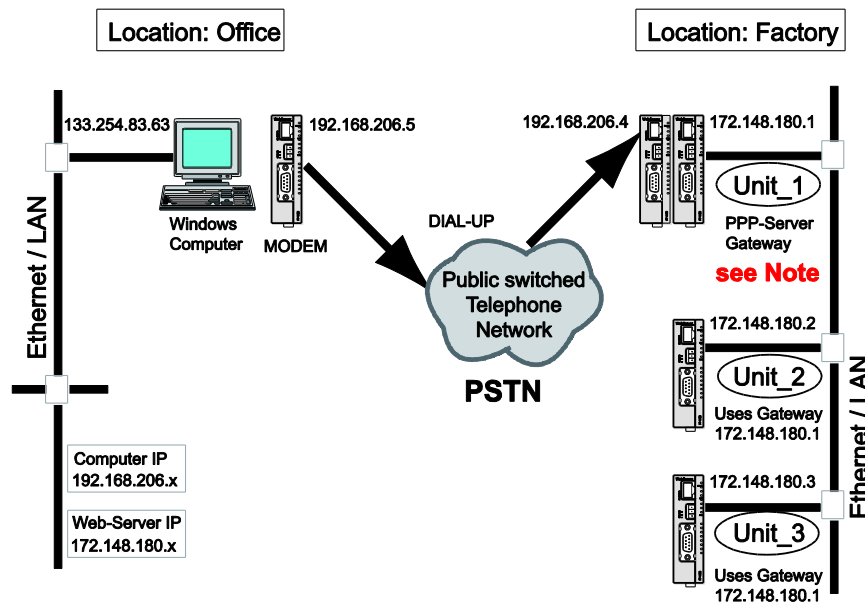 Location: Office
Location: Factory
133.254.83.63
192.168.206.5
192.168.206.4
172.148.180.1
Ethernet / LAN
Windows
Computer
MODEM
DIAL-UP
Public switched
Telephone
Network
PSTN
Unit_1
PPP-Server
Gateway
see Note
172.148.180.2
Unit_2
Uses Gateway
172.148.180.1
172.148.180.3
Unit_3
Uses Gateway
172.148.180.1
Ethernet / LAN
Computer IP
192.168.206.x
Web-Server IP
172.148.180.x